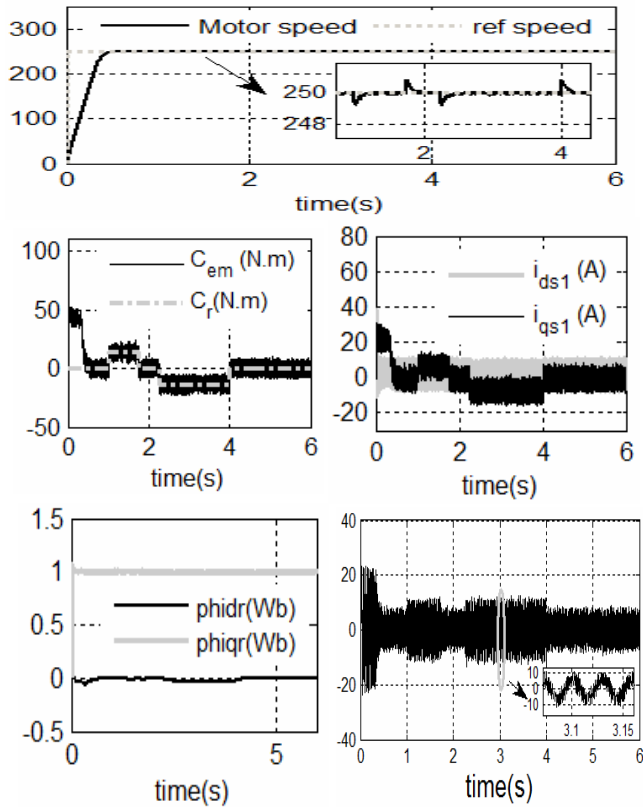 Motor speed ref speed
300
200
100
0
250
248
2 4
0 2 4 6
time(s)
100
50
0
-50
C_em (N.m)
C_r(N.m)
0 2 4 6
time(s)
80
60
40
20
0
-20
i_ds1 (A)
i_qs1 (A)
0 2 4 6
time(s)
1.5
1
0.5
0
-0.5
phidr(Wb)
phiqr(Wb)
0 5
time(s)
40
20
0
-20
-40
10
0
-10
3.1 3.15
0 1 2 3 4 5 6
time(s)